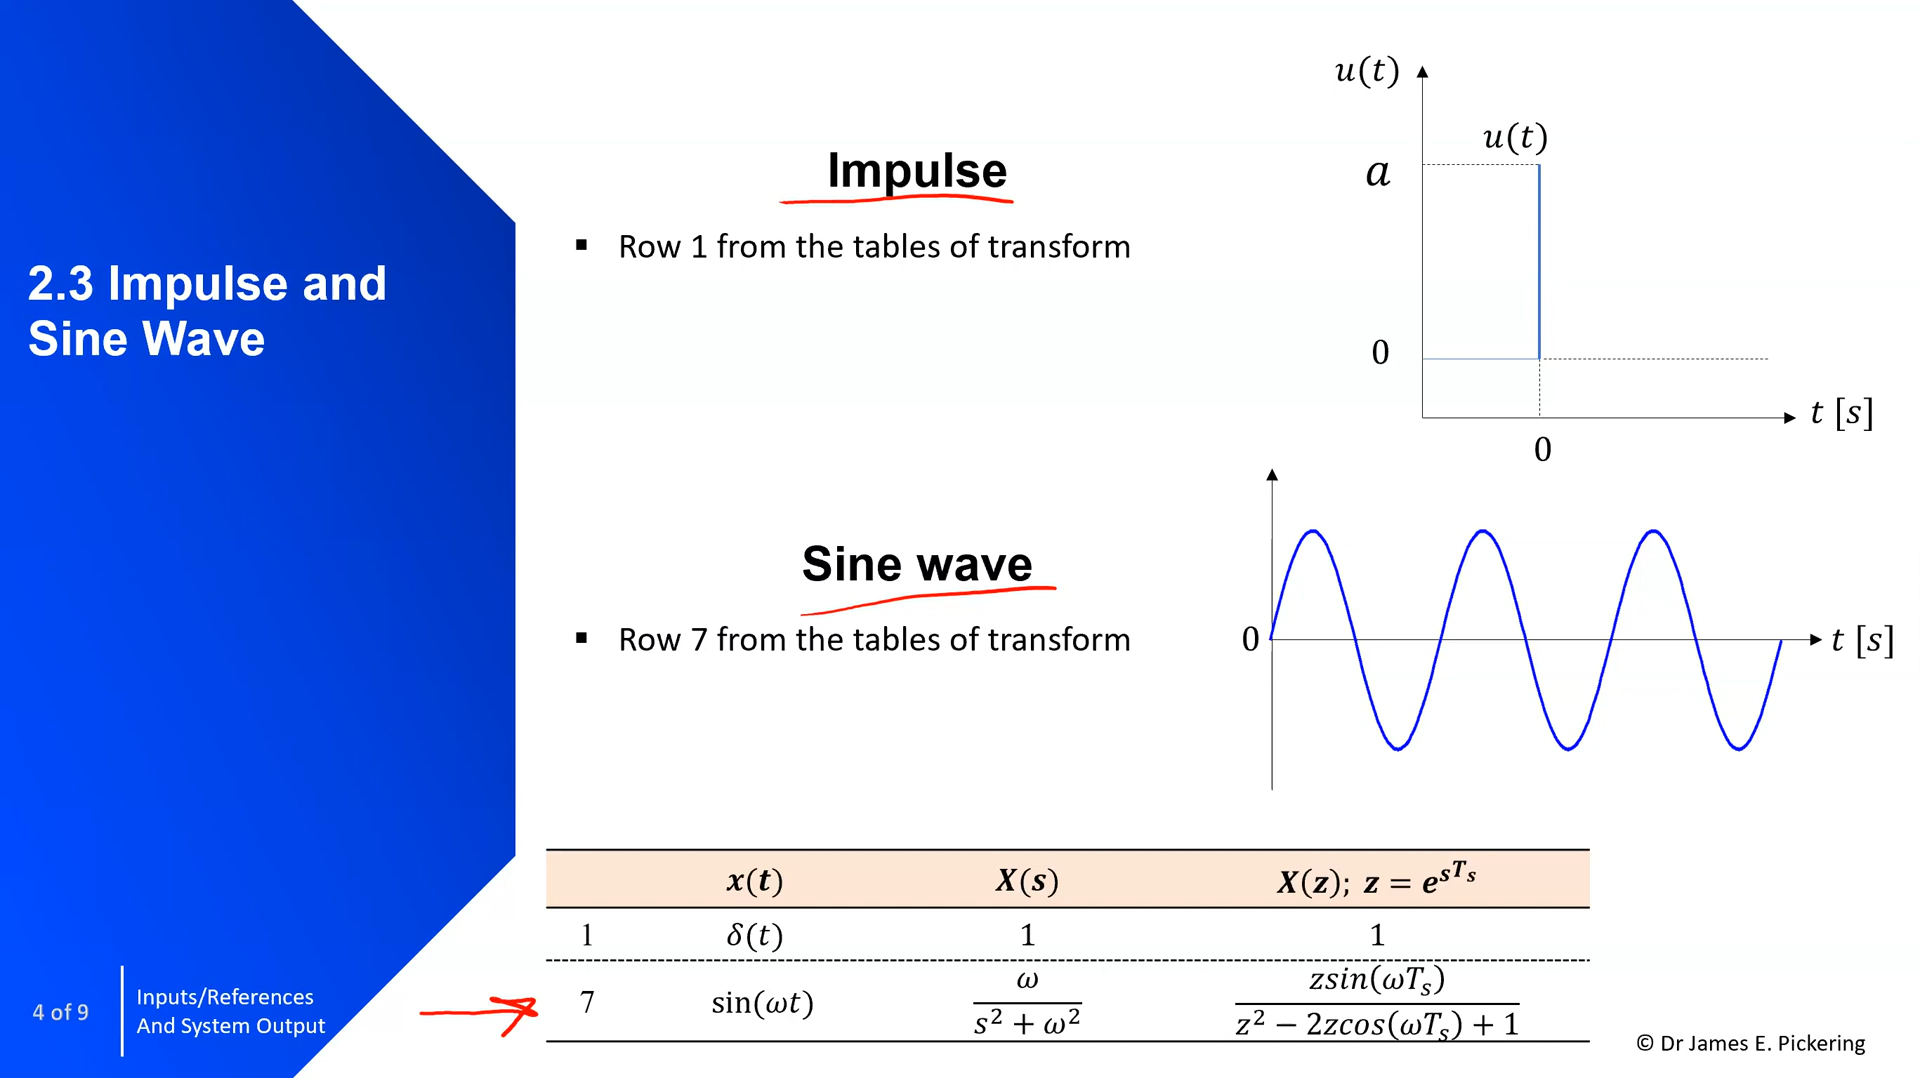 2.3 Impulse and
Sine Wave
Impulse
▪ Row 1 from the tables of transform
u(t)
u(t)
a
0
t [s]
0
Sine wave
▪ Row 7 from the tables of transform
0
t [s]
x(t) X(s) X(z); z = e^{sT_s}
1 δ(t) 1 1
7 sin(ωt) ω/(s² + ω²) zsin(ωT_s)/(z² − 2zcos(ωT_s) + 1)
4 of 9
Inputs/References
And System Output
© Dr James E. Pickering